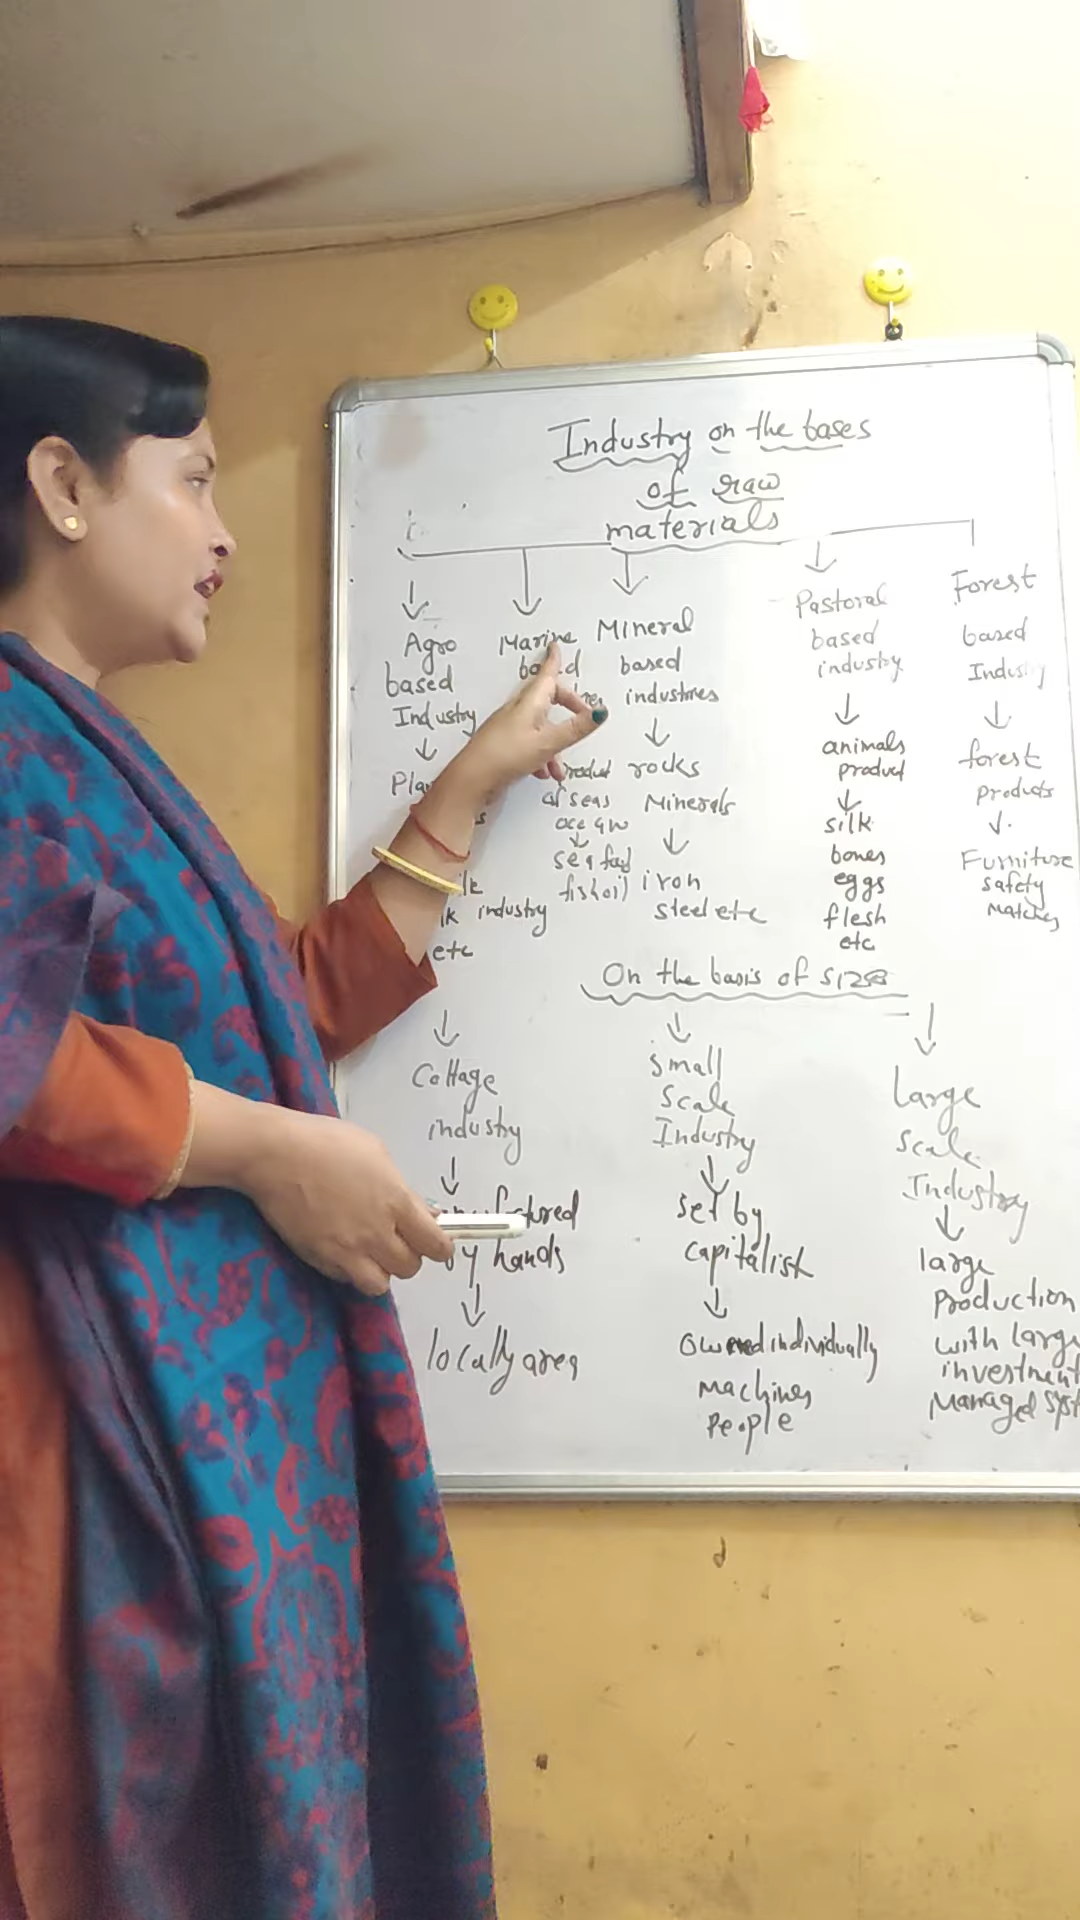 Industry on the bases
of raw
materials
Agro
based
Industry
Marine
based
product
of seas
sea food
fish oil
industry
etc
Mineral
based
industries
rocks
Minerals
iron
steel etc
Pastoral
based
industry
animals
product
silk
bones
eggs
flesh
etc
Forest
based
Industry
forest
products
Furniture
safety
matches
On the basis of size
Cottage
industry
by hands
locally area
Small
Scale
Industry
set by
capitalist
owned individually
Machines
People
Large
Scale
Industry
large
production
with large
investment
Managed